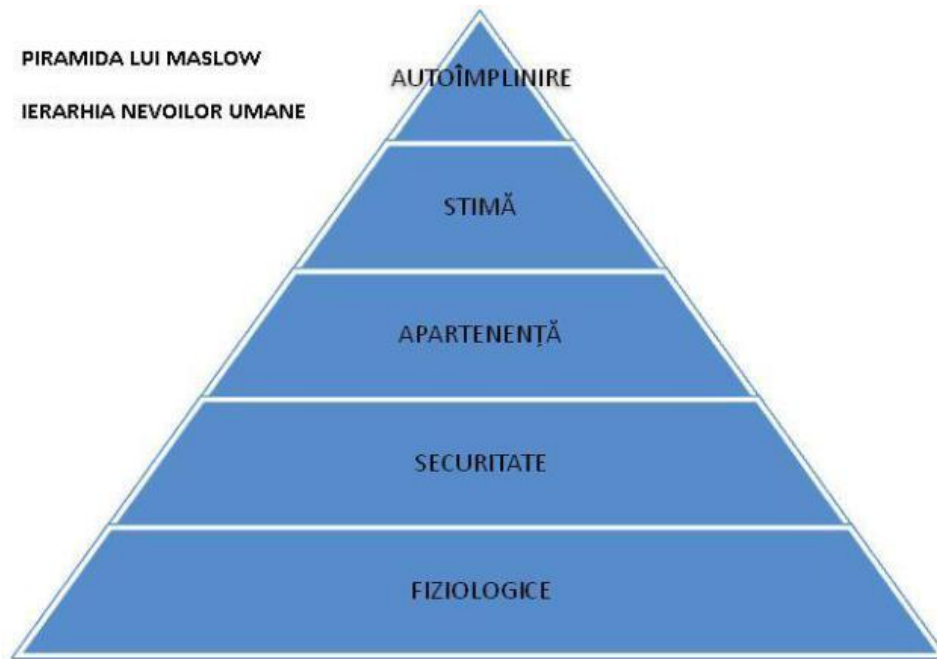 PIRAMIDA LUI MASLOW
IERARHIA NEVOILOR UMANE
AUTOÎMPLINIRE
STIMĂ
APARTENENȚĂ
SECURITATE
FIZIOLOGICE